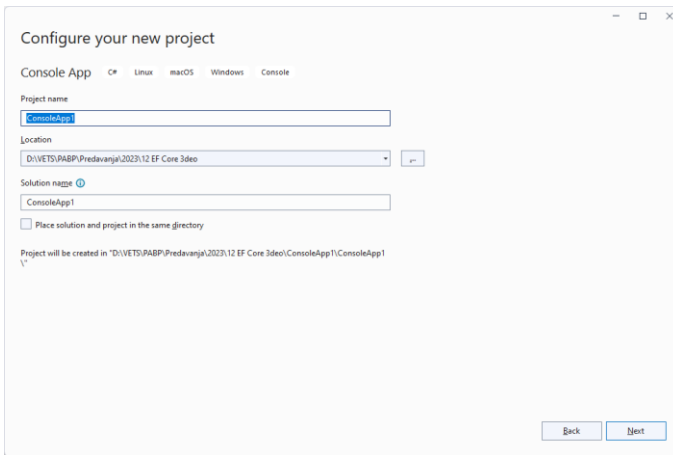 Configure your new project
Console App C# Linux macOS Windows Console
Project name
ConsoleApp1
Location
D:\VETS\PABP\Predavanja\2023\12 EF Core 3deo
...
Solution name
ConsoleApp1
Place solution and project in the same directory
Project will be created in "D:\VETS\PABP\Predavanja\2023\12 EF Core 3deo\ConsoleApp1\ConsoleApp1
\"
Back Next